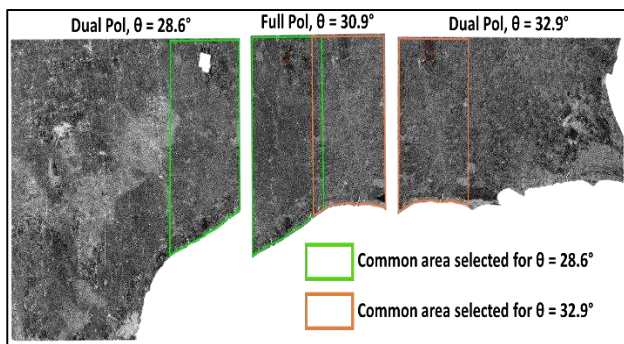 Dual Pol, θ = 28.6°
Full Pol, θ = 30.9°
Dual Pol, θ = 32.9°
Common area selected for θ = 28.6°
Common area selected for θ = 32.9°